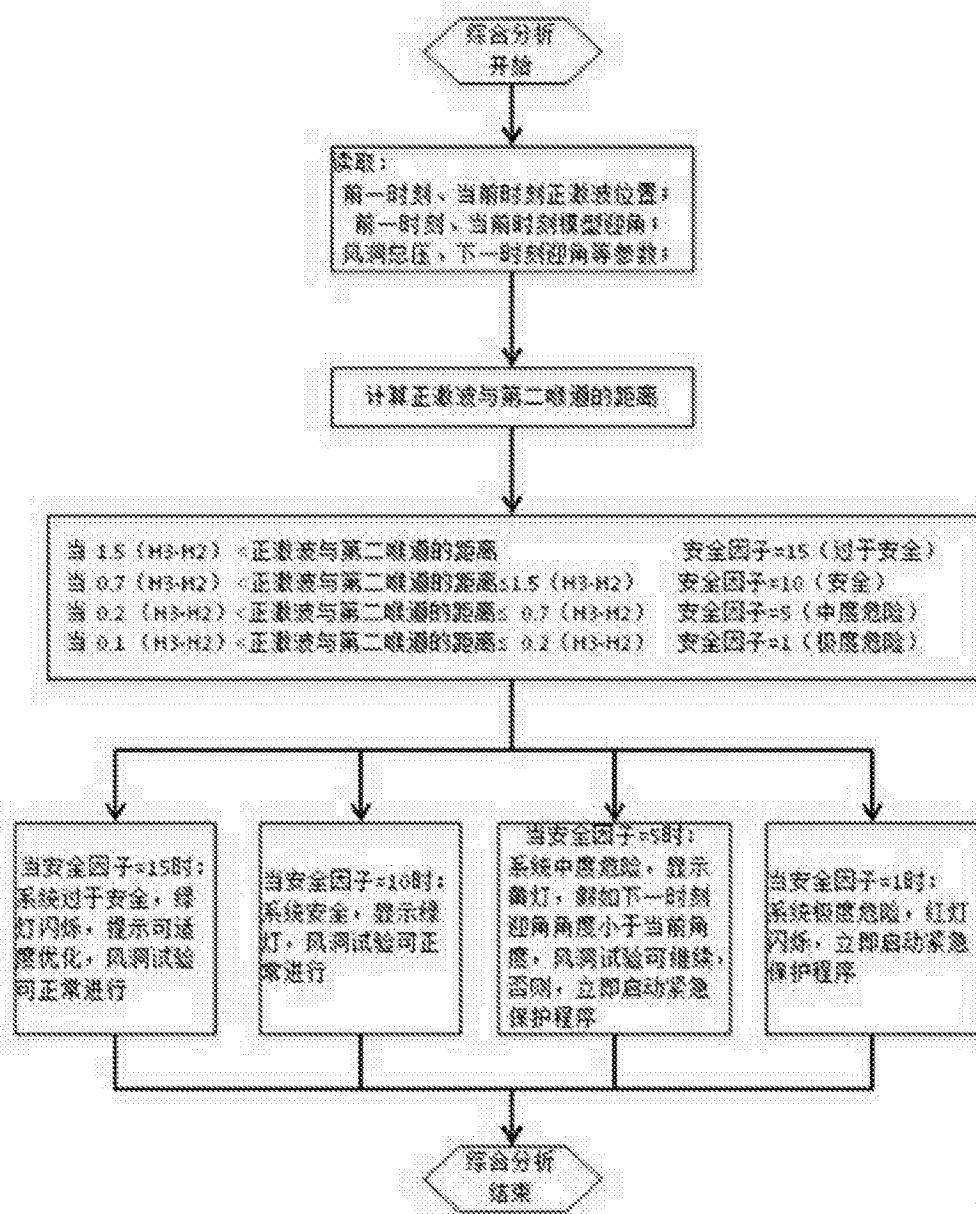 综合分析
开始
读取：
前一时刻、当前时刻正激波位置；
前一时刻、当前时刻模型迎角；
风洞总压、下一时刻迎角等参数；
计算正激波与第二喉道的距离
当 1.5（H3-H2）<正激波与第二喉道的距离 安全因子=15（过于安全）
当 0.7（H3-H2）<正激波与第二喉道的距离≤1.5（H3-H2） 安全因子=10（安全）
当 0.2（H3-H2）<正激波与第二喉道的距离≤ 0.7（H3-H2） 安全因子=5（中度危险）
当 0.1（H3-H2）<正激波与第二喉道的距离≤ 0.2（H3-H2） 安全因子=1（极度危险）
当安全因子=15时：
系统过于安全，绿
灯闪烁，提示可适
度优化，风洞试验
可正常进行
当安全因子=10时：
系统安全，显示绿
灯，风洞试验可正
常进行
当安全因子=5时：
系统中度危险，显示
黄灯，假如下一时刻
迎角角度小于当前角
度，风洞试验可继续，
否则，立即启动紧急
保护程序
当安全因子=1时：
系统极度危险，红灯
闪烁，立即启动紧急
保护程序
综合分析
结束